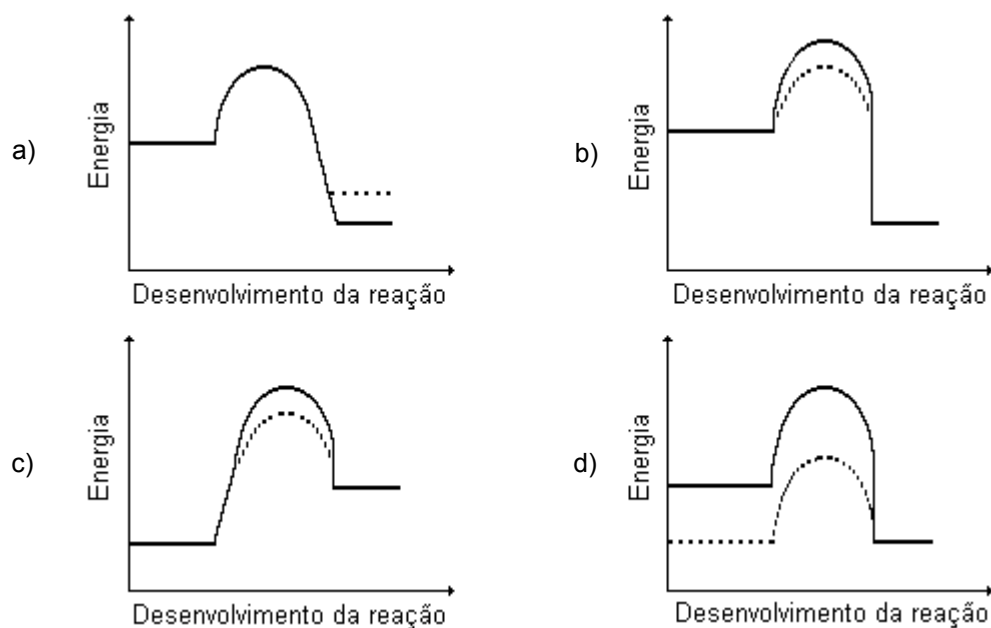 a)
Energia
Desenvolvimento da reação
b)
Energia
Desenvolvimento da reação
c)
Energia
Desenvolvimento da reação
d)
Energia
Desenvolvimento da reação